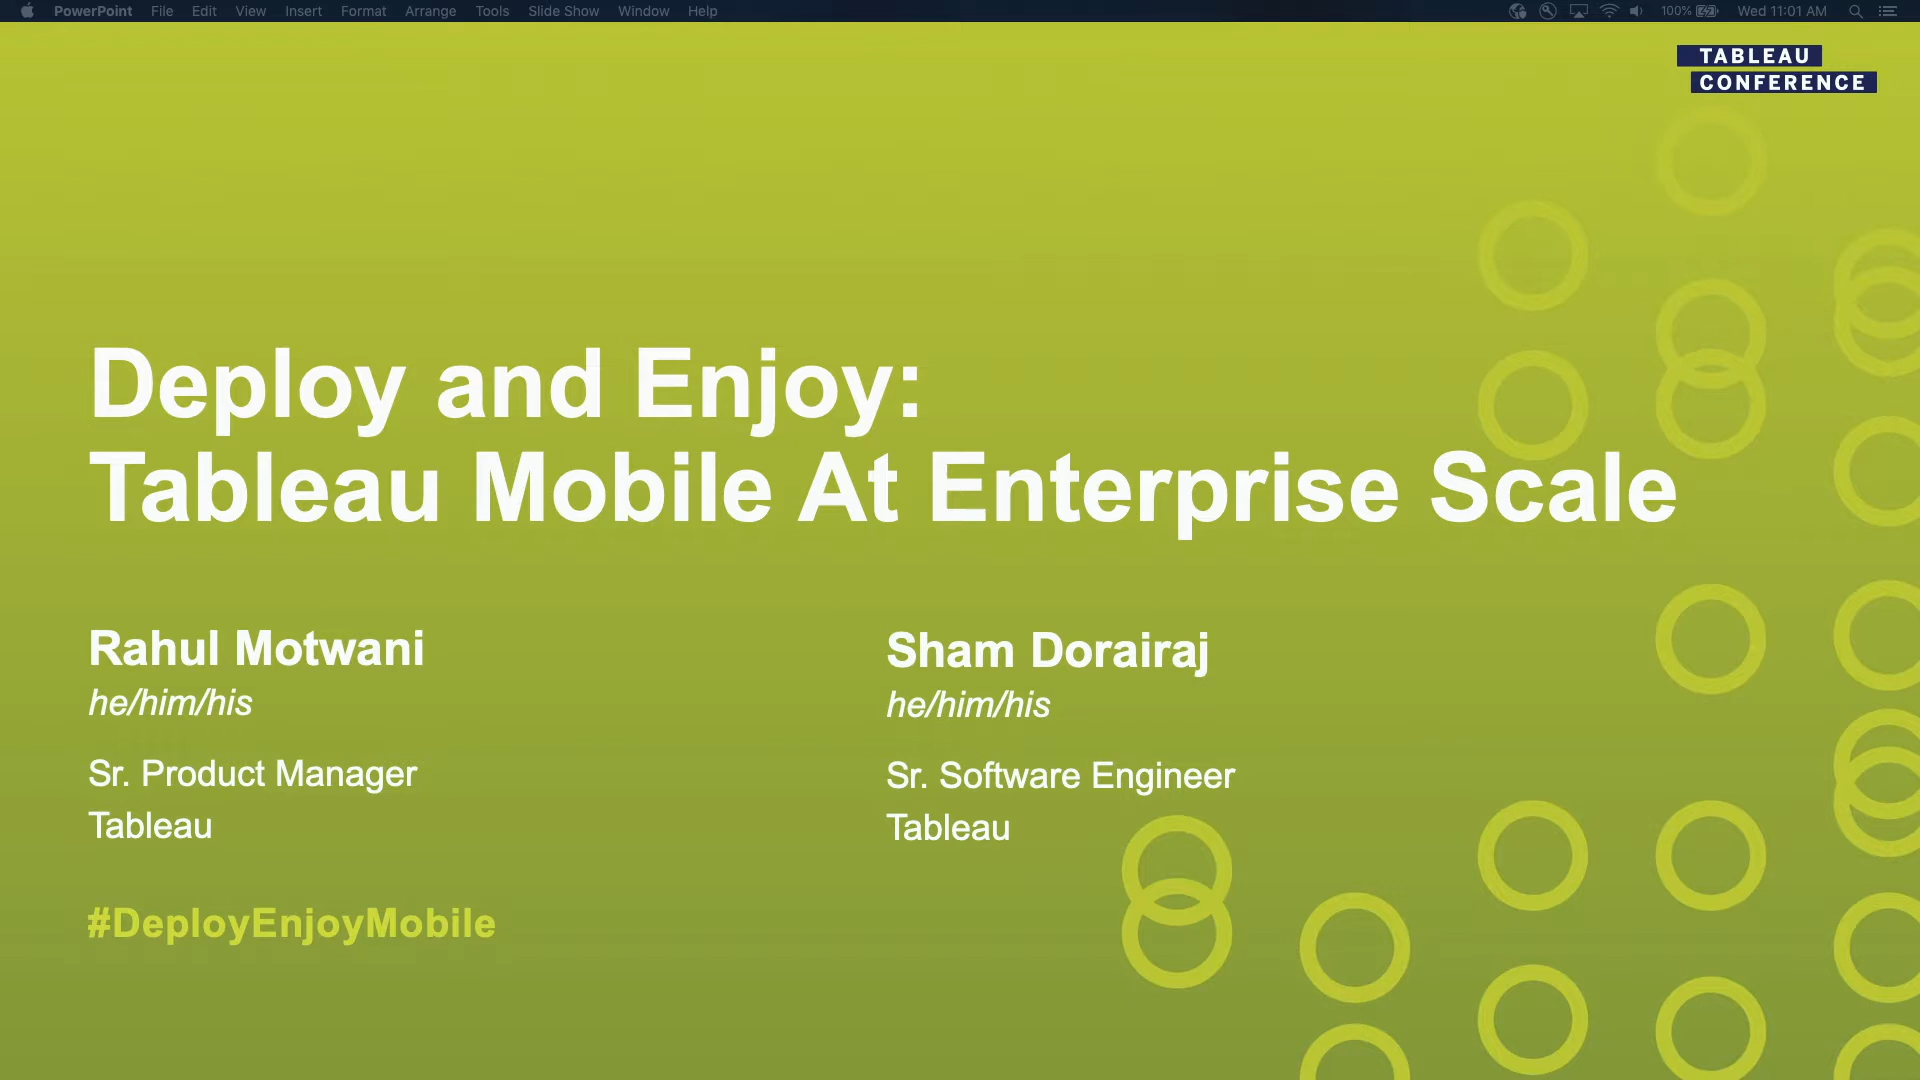 PowerPoint File Edit View Insert Format Arrange Tools Slide Show Window Help 100% Wed 11:01 AM
TABLEAU
CONFERENCE
Deploy and Enjoy:
Tableau Mobile At Enterprise Scale
Rahul Motwani
he/him/his
Sr. Product Manager
Tableau
Sham Dorairaj
he/him/his
Sr. Software Engineer
Tableau
#DeployEnjoyMobile